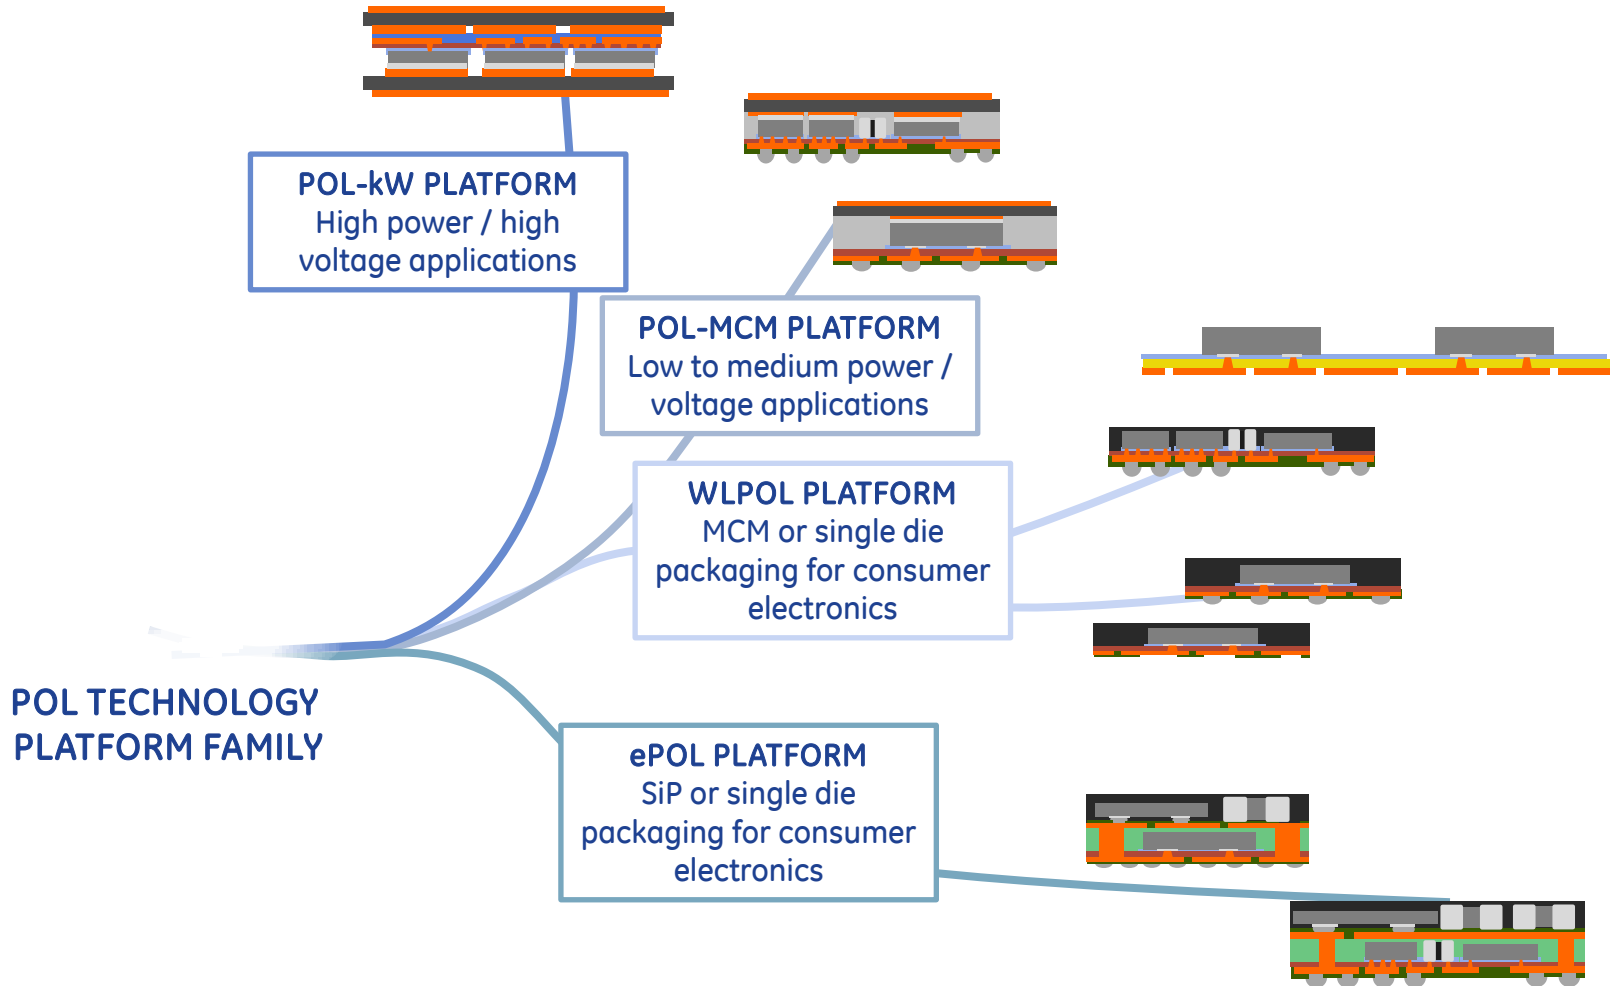 POL-kW PLATFORM
High power / high
voltage applications
POL-MCM PLATFORM
Low to medium power /
voltage applications
WLPOL PLATFORM
MCM or single die
packaging for consumer
electronics
POL TECHNOLOGY
PLATFORM FAMILY
ePOL PLATFORM
SiP or single die
packaging for consumer
electronics